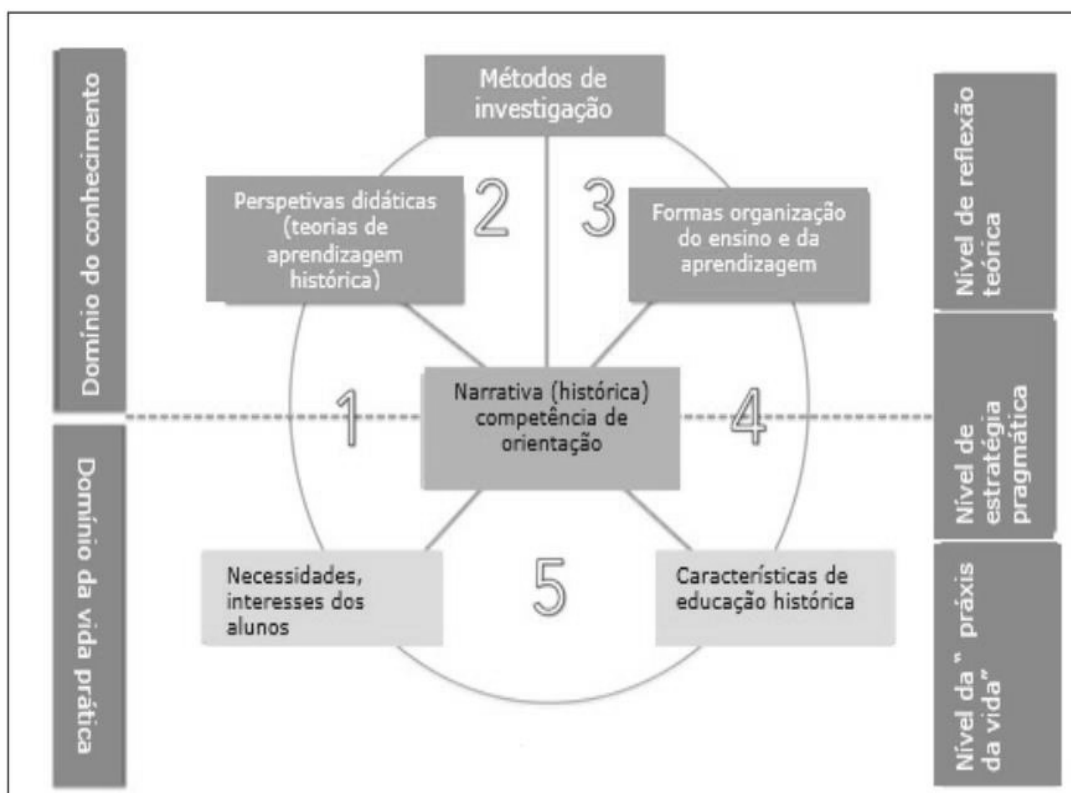 Domínio do conhecimento
Domínio da vida prática
Métodos de
investigação
2
3
Perspetivas didáticas
(teorias de
aprendizagem
histórica)
Formas organização
do ensino e da
aprendizagem
1
Narrativa (histórica)
competência de
orientação
4
Necessidades,
interesses dos
alunos
5
Características de
educação histórica
Nível de reflexão
teórica
Nível de
estratégia
pragmática
Nível da “ práxis
da vida”